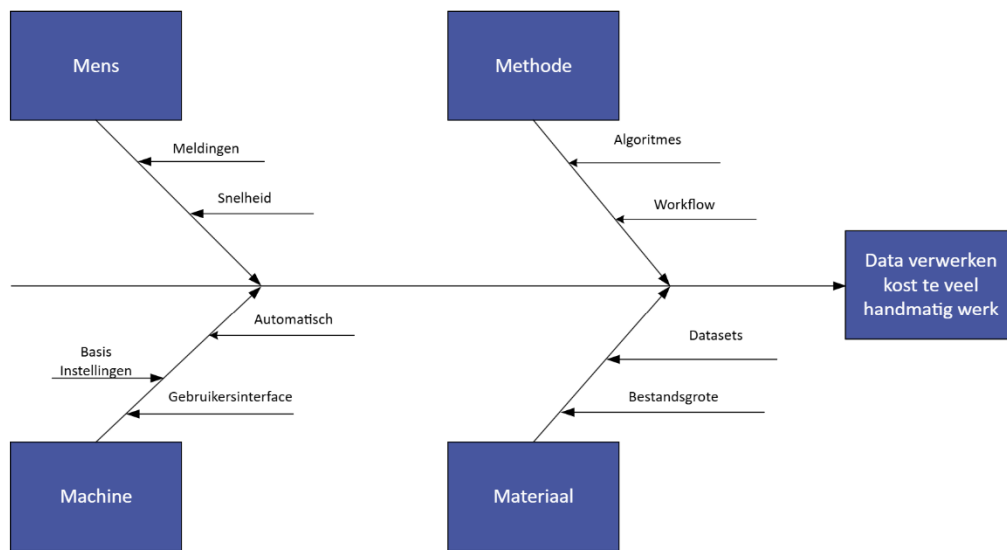 Mens
Methode
Meldingen
Algoritmes
Snelheid
Workflow
Data verwerken
kost te veel
handmatig werk
Automatisch
Datasets
Basis
Instellingen
Gebruikersinterface
Bestandsgrote
Machine
Materiaal